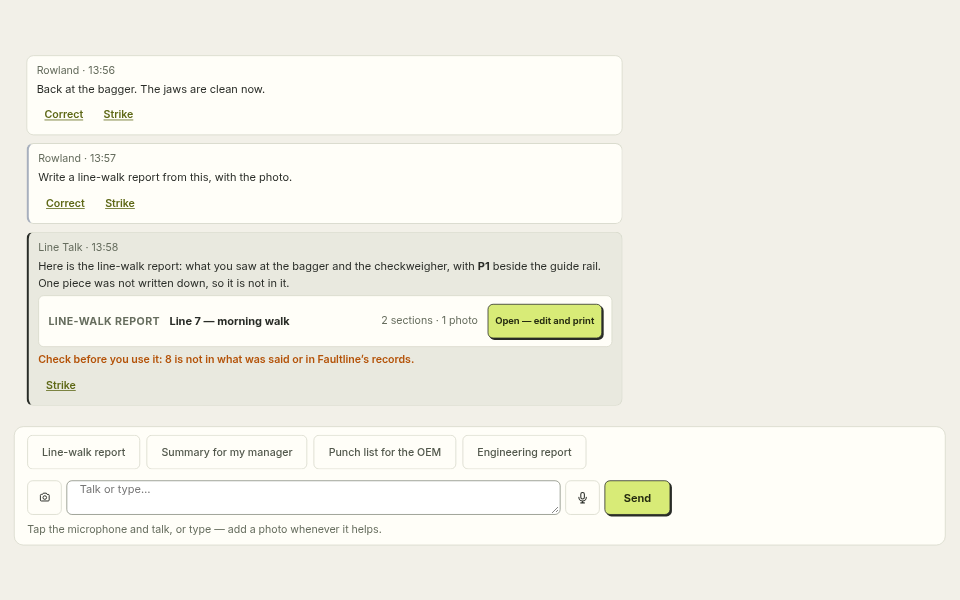 Rowland · 13:56
Back at the bagger. The jaws are clean now.
Correct Strike
Rowland · 13:57
Write a line-walk report from this, with the photo.
Correct Strike
Line Talk · 13:58
Here is the line-walk report: what you saw at the bagger and the checkweigher, with P1 beside the guide rail.
One piece was not written down, so it is not in it.
LINE-WALK REPORT Line 7 — morning walk 2 sections · 1 photo Open — edit and print
Check before you use it: 8 is not in what was said or in Faultline’s records.
Strike
Line-walk report Summary for my manager Punch list for the OEM Engineering report
Talk or type... Send
Tap the microphone and talk, or type — add a photo whenever it helps.